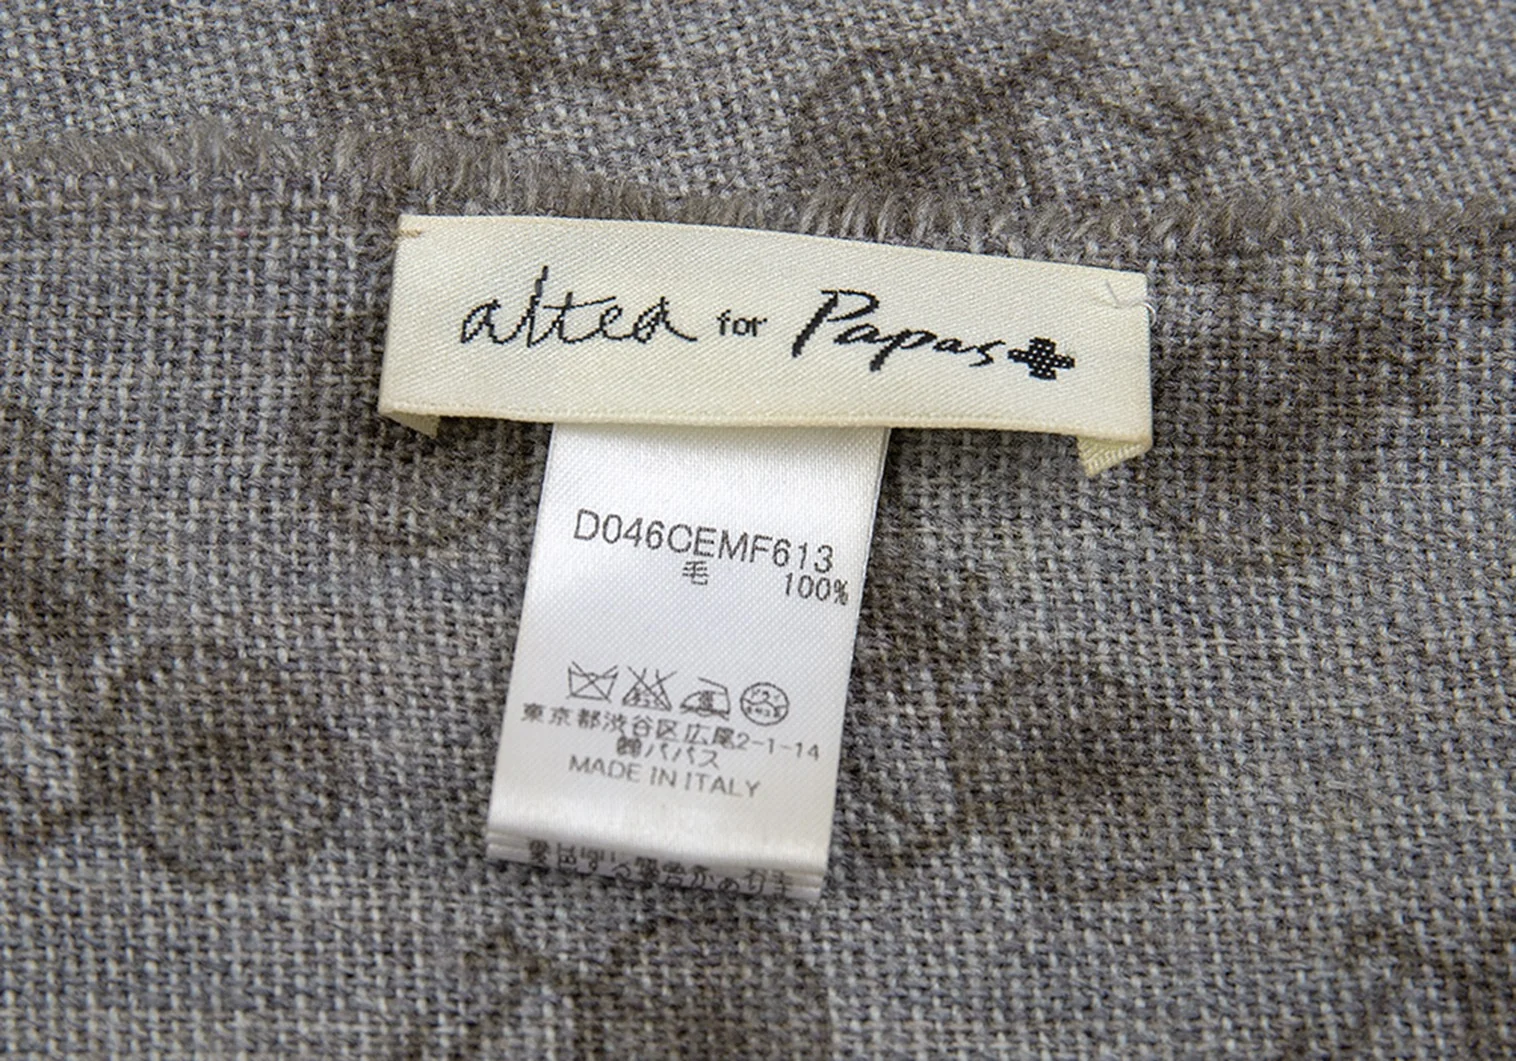 altea for Papas+
D046CEMF613
毛 100%
東京都渋谷区広尾2-1-14
㈱パパス
MADE IN ITALY